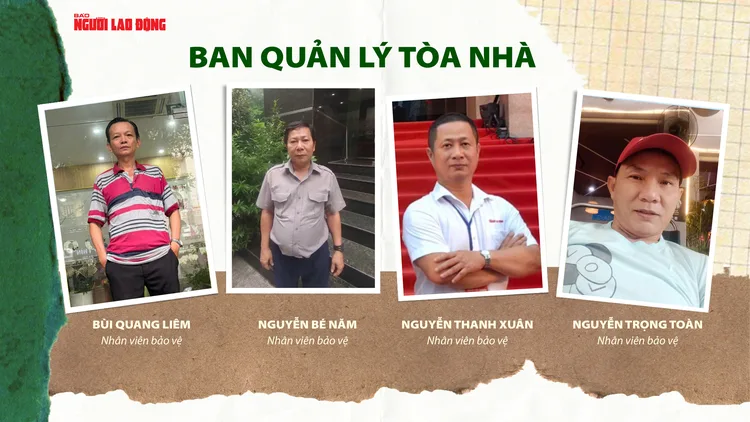 BÁO
NGƯỜI LAO ĐỘNG
BAN QUẢN LÝ TÒA NHÀ
BÙI QUANG LIÊM
Nhân viên bảo vệ
NGUYỄN BÉ NĂM
Nhân viên bảo vệ
NGUYỄN THANH XUÂN
Nhân viên bảo vệ
NGUYỄN TRỌNG TOÀN
Nhân viên bảo vệ